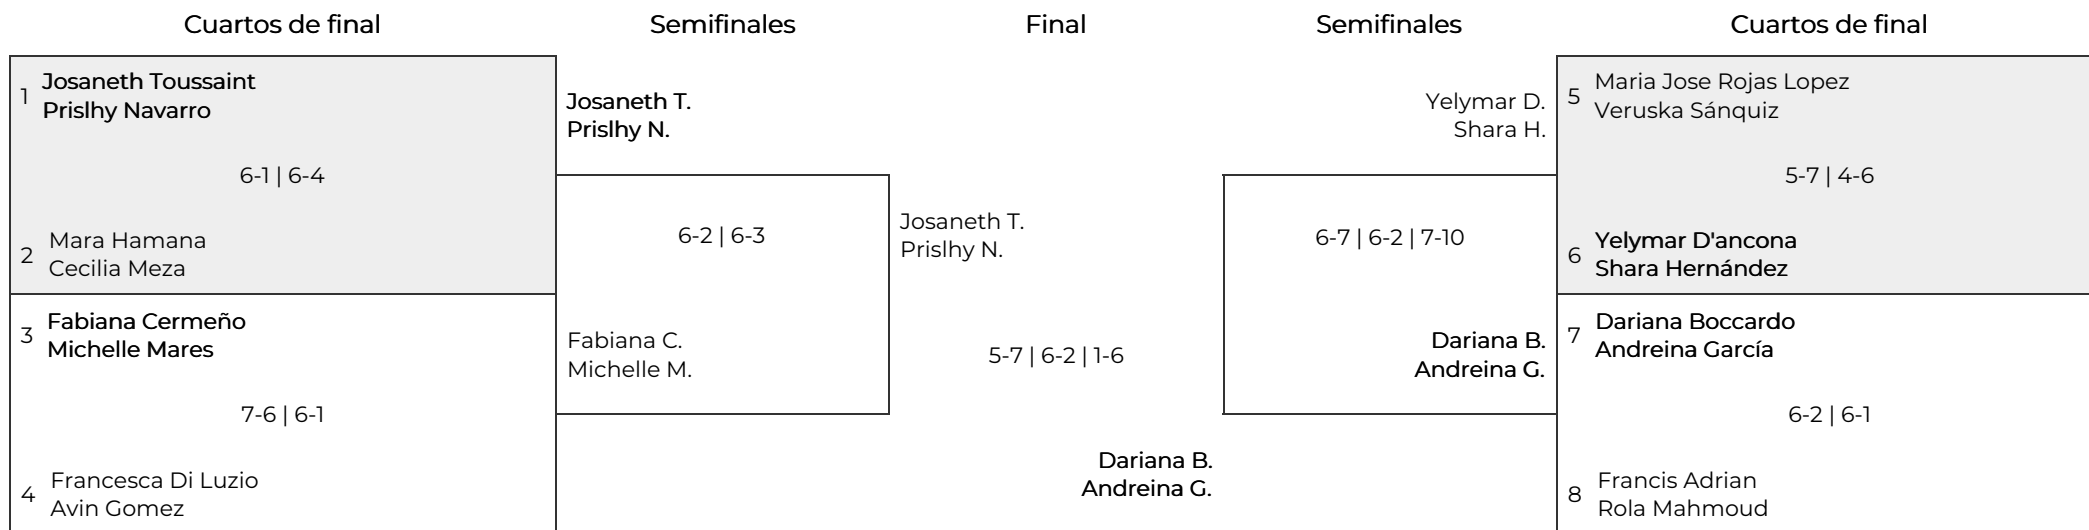 Cuartos de final
Semifinales
Final
Semifinales
Cuartos de final
1
Josaneth Toussaint
Prislhy Navarro
6-1 | 6-4
2
Mara Hamana
Cecilia Meza
3
Fabiana Cermeño
Michelle Mares
7-6 | 6-1
4
Francesca Di Luzio
Avin Gomez
Josaneth T.
Prislhy N.
6-2 | 6-3
Fabiana C.
Michelle M.
Josaneth T.
Prislhy N.
5-7 | 6-2 | 1-6
Dariana B.
Andreina G.
Yelymar D.
Shara H.
6-7 | 6-2 | 7-10
Dariana B.
Andreina G.
5
Maria Jose Rojas Lopez
Veruska Sánquiz
5-7 | 4-6
6
Yelymar D'ancona
Shara Hernández
7
Dariana Boccardo
Andreina García
6-2 | 6-1
8
Francis Adrian
Rola Mahmoud